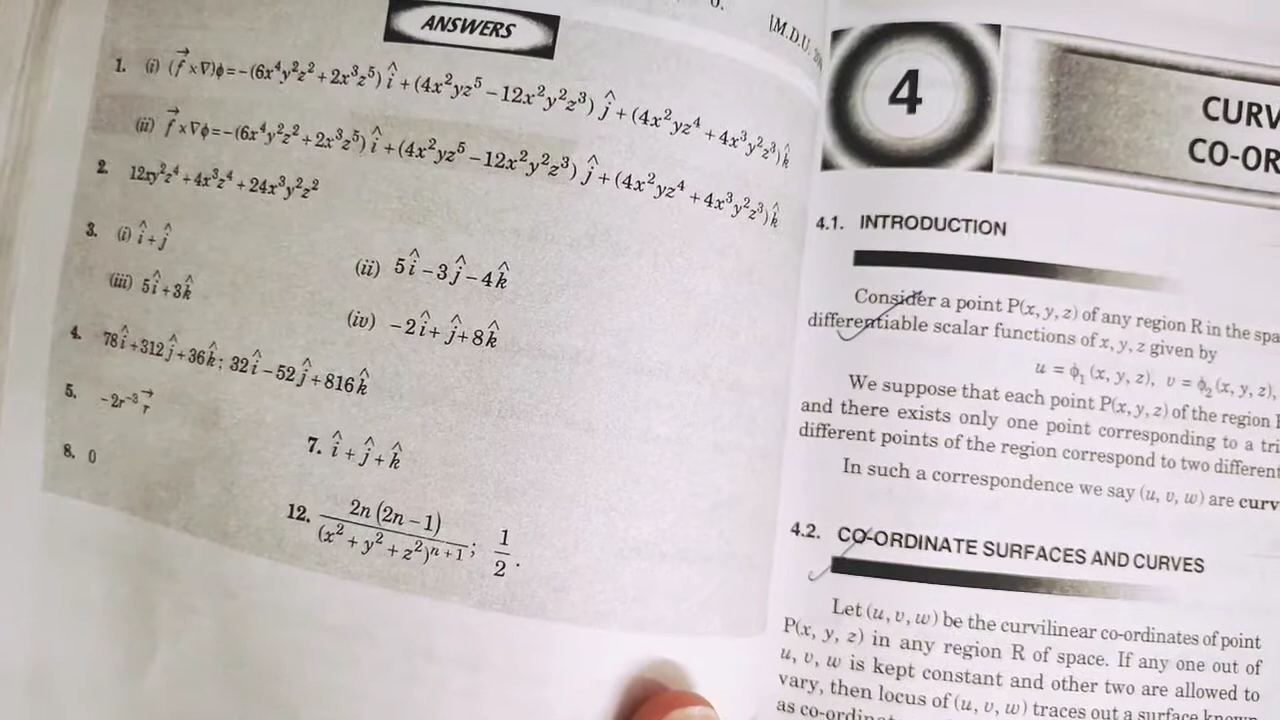 ANSWERS
[M.D.U.
1. (i) (f⃗ × ∇)ϕ = – (6x⁴y²z² + 2x³z⁵) î + (4x²yz⁵ – 12x²y²z³) ĵ + (4x²yz⁴ + 4x³y²z³) k̂
(ii) f⃗ × ∇ϕ = – (6x⁴y²z² + 2x³z⁵) î + (4x²yz⁵ – 12x²y²z³) ĵ + (4x²yz⁴ + 4x³y²z³) k̂
2. 12xy²z⁴ + 4x³z⁴ + 24x³y²z²
3. (i) î + ĵ (ii) 5î – 3ĵ – 4k̂
(iii) 5î + 3k̂ (iv) –2î + ĵ + 8k̂
4. 78î + 312ĵ + 36k̂ ; 32î – 52ĵ + 816k̂
5. –2r⁻³ r⃗
7. î + ĵ + k̂
8. 0
12. 2n (2n – 1) / (x² + y² + z²)ⁿ⁺¹ ; 1/2 .
4
CURV
CO-OR
4.1. INTRODUCTION
Consider a point P(x, y, z) of any region R in the spa
differentiable scalar functions of x, y, z given by
u = ϕ₁ (x, y, z), v = ϕ₂ (x, y, z),
We suppose that each point P(x, y, z) of the region
and there exists only one point corresponding to a tri
different points of the region correspond to two different
In such a correspondence we say (u, v, w) are curv
4.2. CO-ORDINATE SURFACES AND CURVES
Let (u, v, w) be the curvilinear co-ordinates of point
P(x, y, z) in any region R of space. If any one out of
u, v, w is kept constant and other two are allowed to
vary, then locus of (u, v, w) traces out a surface known
as co-ordinate